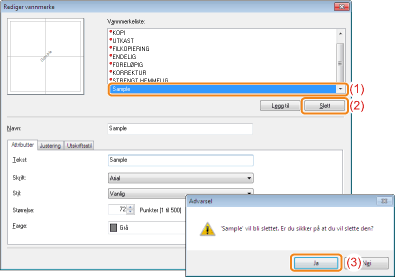 Rediger vannmerke
Vannmerkeliste:
*KOPI
*UTKAST
*FILKOPIERING
*ENDELIG
*FORELØPIG
*KORREKTUR
*STRENGT HEMMELIG
Sample
(1)
Legg til
Slett
(2)
Sample
Navn:
Sample
Attributter
Justering
Utskriftsstil
Tekst:
Sample
Skrift:
Arial
Stil:
Vanlig
Størrelse:
72
Punkter [1 til 500]
Farge:
Grå
Advarsel
'Sample' vil bli slettet. Er du sikker på at du vil slette den?
Ja
(3)
Nei